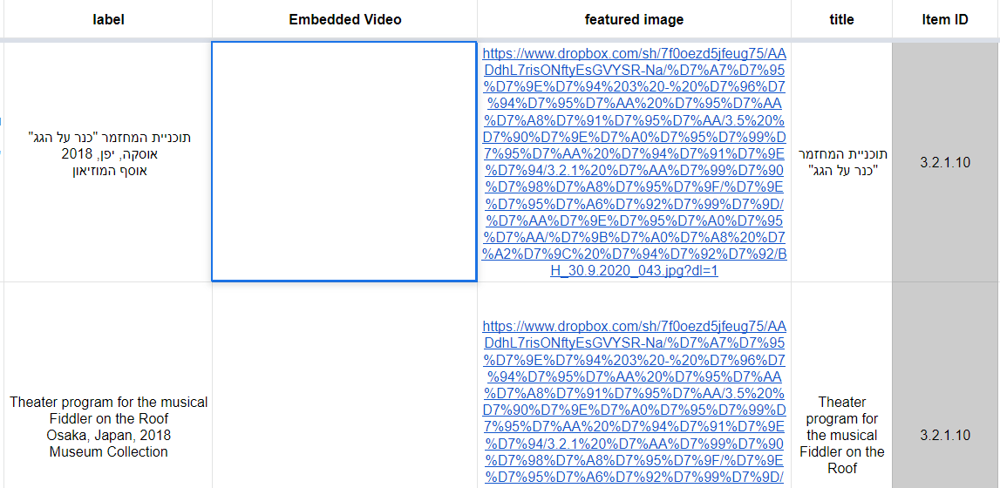 label
Embedded Video
featured image
title
Item ID
תוכניית המחזמר "כנר על הגג"
אוסקה, יפן, 2018
אוסף המוזיאון
https://www.dropbox.com/sh/7f0oezd5jfeug75/AA
DdhL7risONftyEsGVYSR-Na/%D7%A7%D7%95
%D7%9E%D7%94%203%20-%20%D7%96%D7
%94%D7%95%D7%AA%20%D7%95%D7%AA
%D7%A8%D7%91%D7%95%D7%AA/3.5%20%
D7%90%D7%9E%D7%A0%D7%95%D7%99%D
7%95%D7%AA%20%D7%94%D7%91%D7%9E
%D7%94/3.2.1%20%D7%AA%D7%99%D7%90
%D7%98%D7%A8%D7%95%D7%9F/%D7%9E
%D7%95%D7%A6%D7%92%D7%99%D7%9D/
%D7%AA%D7%9E%D7%95%D7%A0%D7%95
%D7%AA/%D7%9B%D7%A0%D7%A8%20%D7
%A2%D7%9C%20%D7%94%D7%92%D7%92/B
H_30.9.2020_043.jpg?dl=1
תוכניית המחזמר
"כנר על הגג"
3.2.1.10
Theater program for the musical
Fiddler on the Roof
Osaka, Japan, 2018
Museum Collection
https://www.dropbox.com/sh/7f0oezd5jfeug75/AA
DdhL7risONftyEsGVYSR-Na/%D7%A7%D7%95
%D7%9E%D7%94%203%20-%20%D7%96%D7
%94%D7%95%D7%AA%20%D7%95%D7%AA
%D7%A8%D7%91%D7%95%D7%AA/3.5%20%
D7%90%D7%9E%D7%A0%D7%95%D7%99%D
7%95%D7%AA%20%D7%94%D7%91%D7%9E
%D7%94/3.2.1%20%D7%AA%D7%99%D7%90
%D7%98%D7%A8%D7%95%D7%9F/%D7%9E
%D7%95%D7%A6%D7%92%D7%99%D7%9D/
Theater
program for
the musical
Fiddler on the
Roof
3.2.1.10